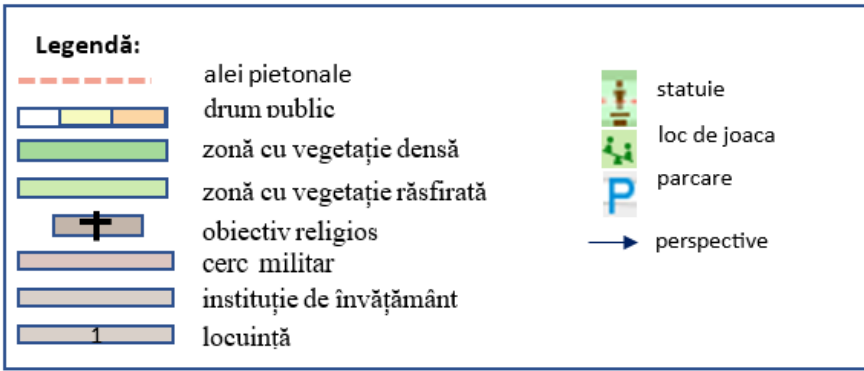 Legendă:
alei pietonale
drum public
zonă cu vegetație densă
zonă cu vegetație răsfirată
obiectiv religios
cerc militar
instituție de învățământ
1 locuință
statuie
loc de joaca
P parcare
perspective